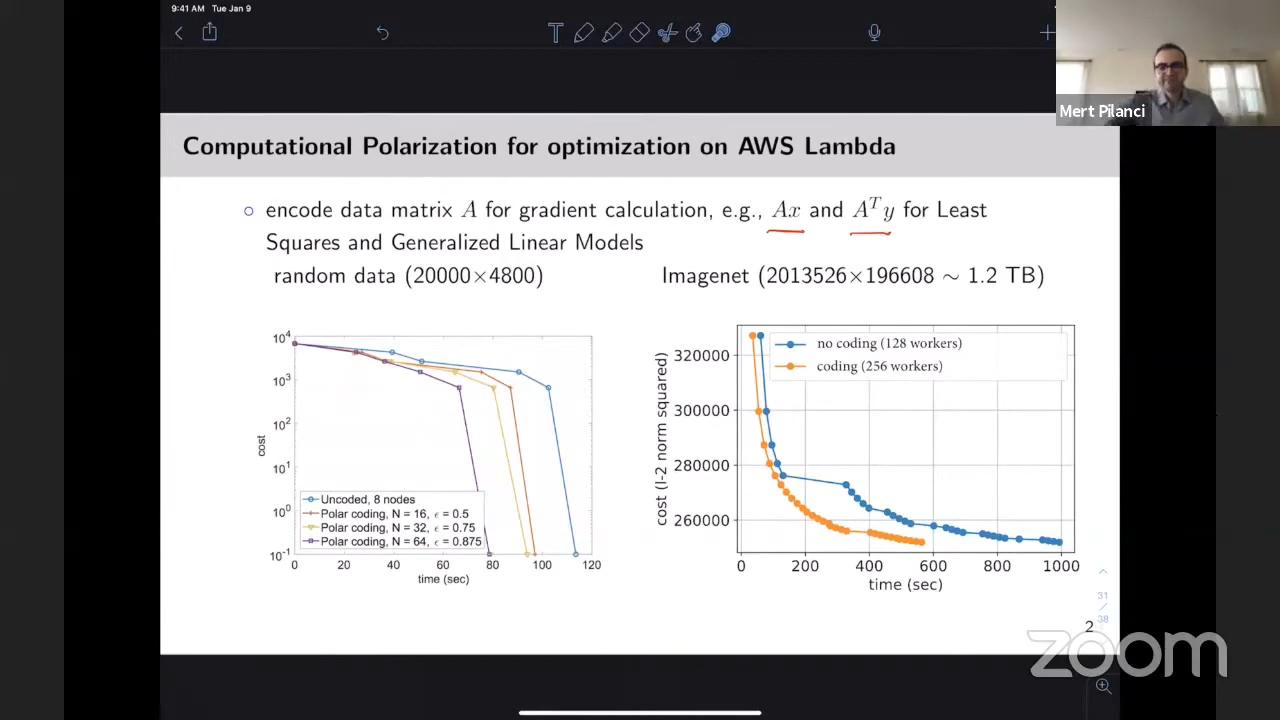 9:41 AM Tue Jan 9
T
Mert Pilanci
Computational Polarization for optimization on AWS Lambda
encode data matrix A for gradient calculation, e.g., Ax and A^T y for Least
Squares and Generalized Linear Models
random data (20000×4800)
Imagenet (2013526×196608 ∼ 1.2 TB)
cost
10^4
10^3
10^2
10^1
10^0
10^-1
Uncoded, 8 nodes
Polar coding, N = 16, ϵ = 0.5
Polar coding, N = 32, ϵ = 0.75
Polar coding, N = 64, ϵ = 0.875
0 20 40 60 80 100 120
time (sec)
cost (l-2 norm squared)
320000
300000
280000
260000
no coding (128 workers)
coding (256 workers)
0 200 400 600 800 1000
time (sec)
31
/
38
2
zoom